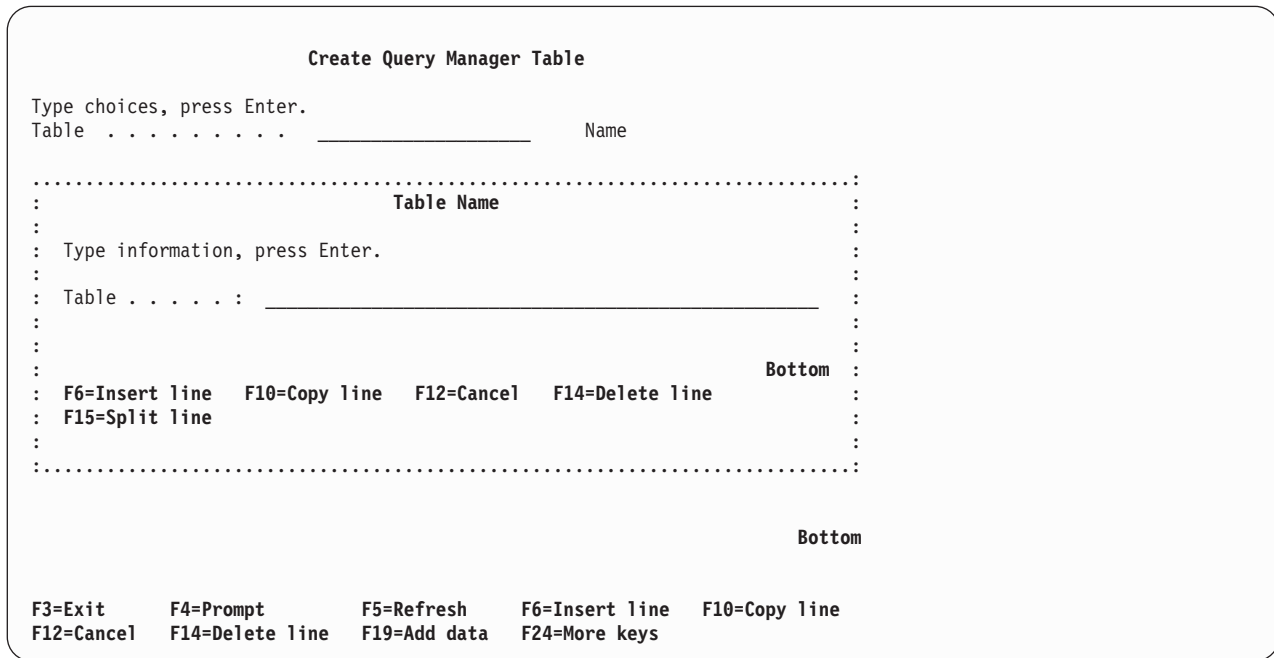 Create Query Manager Table
Type choices, press Enter.
Table . . . . . . . . . ____________________ Name
.............................................................................:
: Table Name :
: :
: Type information, press Enter. :
: :
: Table . . . . . : ____________________________________________________ :
: :
: :
: Bottom :
: F6=Insert line F10=Copy line F12=Cancel F14=Delete line :
: F15=Split line :
: :
:............................................................................:
Bottom
F3=Exit F4=Prompt F5=Refresh F6=Insert line F10=Copy line
F12=Cancel F14=Delete line F19=Add data F24=More keys